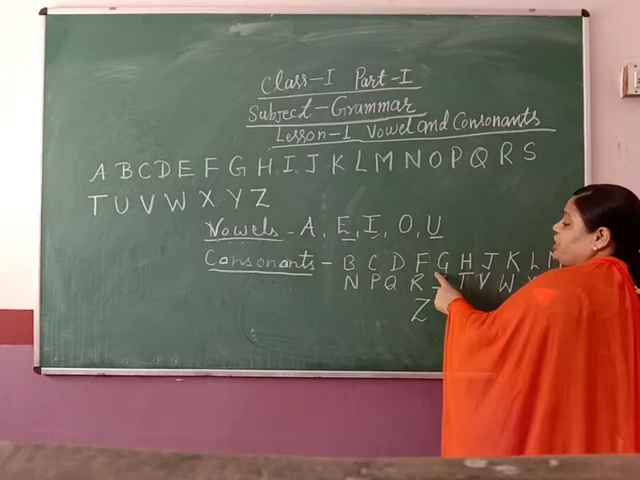 Class-I Part-I
Subject-Grammar
Lesson-1 Vowel and Consonants
A B C D E F G H I J K L M N O P Q R S
T U V W X Y Z
Vowels - A, E, I, O, U
Consonants - B C D F G H J K L M
N P Q R T V W
Z